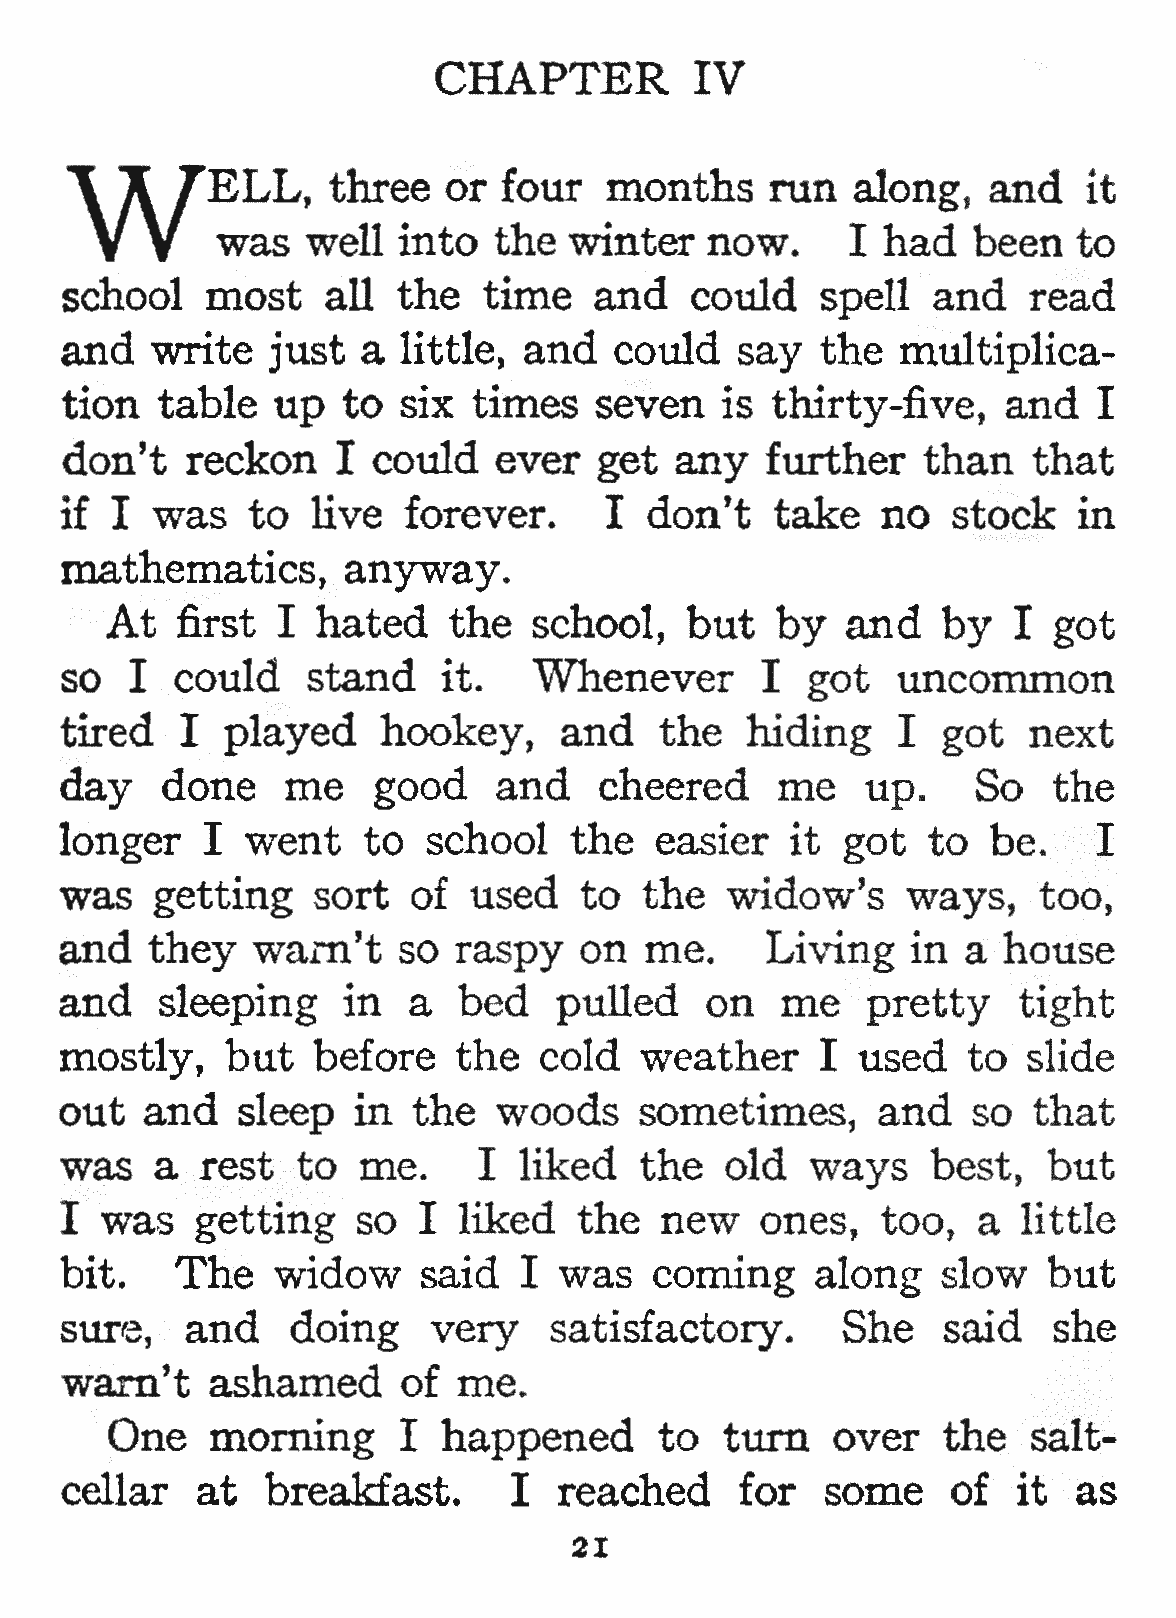 CHAPTER IV
WELL, three or four months run along, and it
was well into the winter now. I had been to
school most all the time and could spell and read
and write just a little, and could say the multiplica-
tion table up to six times seven is thirty-five, and I
don't reckon I could ever get any further than that
if I was to live forever. I don't take no stock in
mathematics, anyway.
At first I hated the school, but by and by I got
so I could stand it. Whenever I got uncommon
tired I played hookey, and the hiding I got next
day done me good and cheered me up. So the
longer I went to school the easier it got to be. I
was getting sort of used to the widow's ways, too,
and they warn't so raspy on me. Living in a house
and sleeping in a bed pulled on me pretty tight
mostly, but before the cold weather I used to slide
out and sleep in the woods sometimes, and so that
was a rest to me. I liked the old ways best, but
I was getting so I liked the new ones, too, a little
bit. The widow said I was coming along slow but
sure, and doing very satisfactory. She said she
warn't ashamed of me.
One morning I happened to turn over the salt-
cellar at breakfast. I reached for some of it as
21